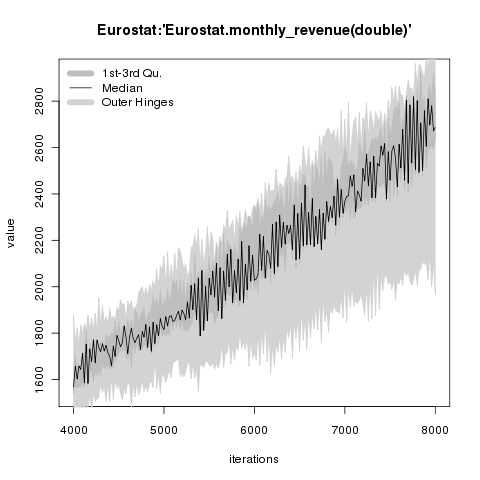 Eurostat:'Eurostat.monthly_revenue(double)'
1st-3rd Qu.
Median
Outer Hinges
value
2800
2600
2400
2200
2000
1800
1600
4000 5000 6000 7000 8000
iterations